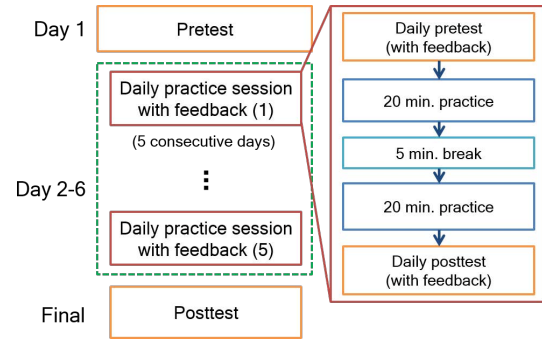 Day 1
Pretest
Daily practice session
with feedback (1)
(5 consecutive days)
Day 2-6
Daily practice session
with feedback (5)
Final
Posttest
Daily pretest
(with feedback)
20 min. practice
5 min. break
20 min. practice
Daily posttest
(with feedback)